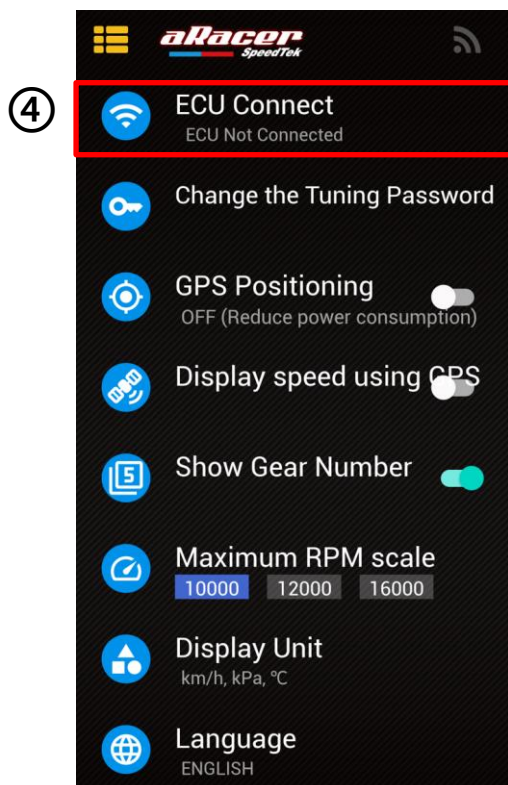 aRacer
SpeedTek
④
ECU Connect
ECU Not Connected
Change the Tuning Password
GPS Positioning
OFF (Reduce power consumption)
Display speed using GPS
5
Show Gear Number
Maximum RPM scale
10000 12000 16000
Display Unit
km/h, kPa, ℃
Language
ENGLISH